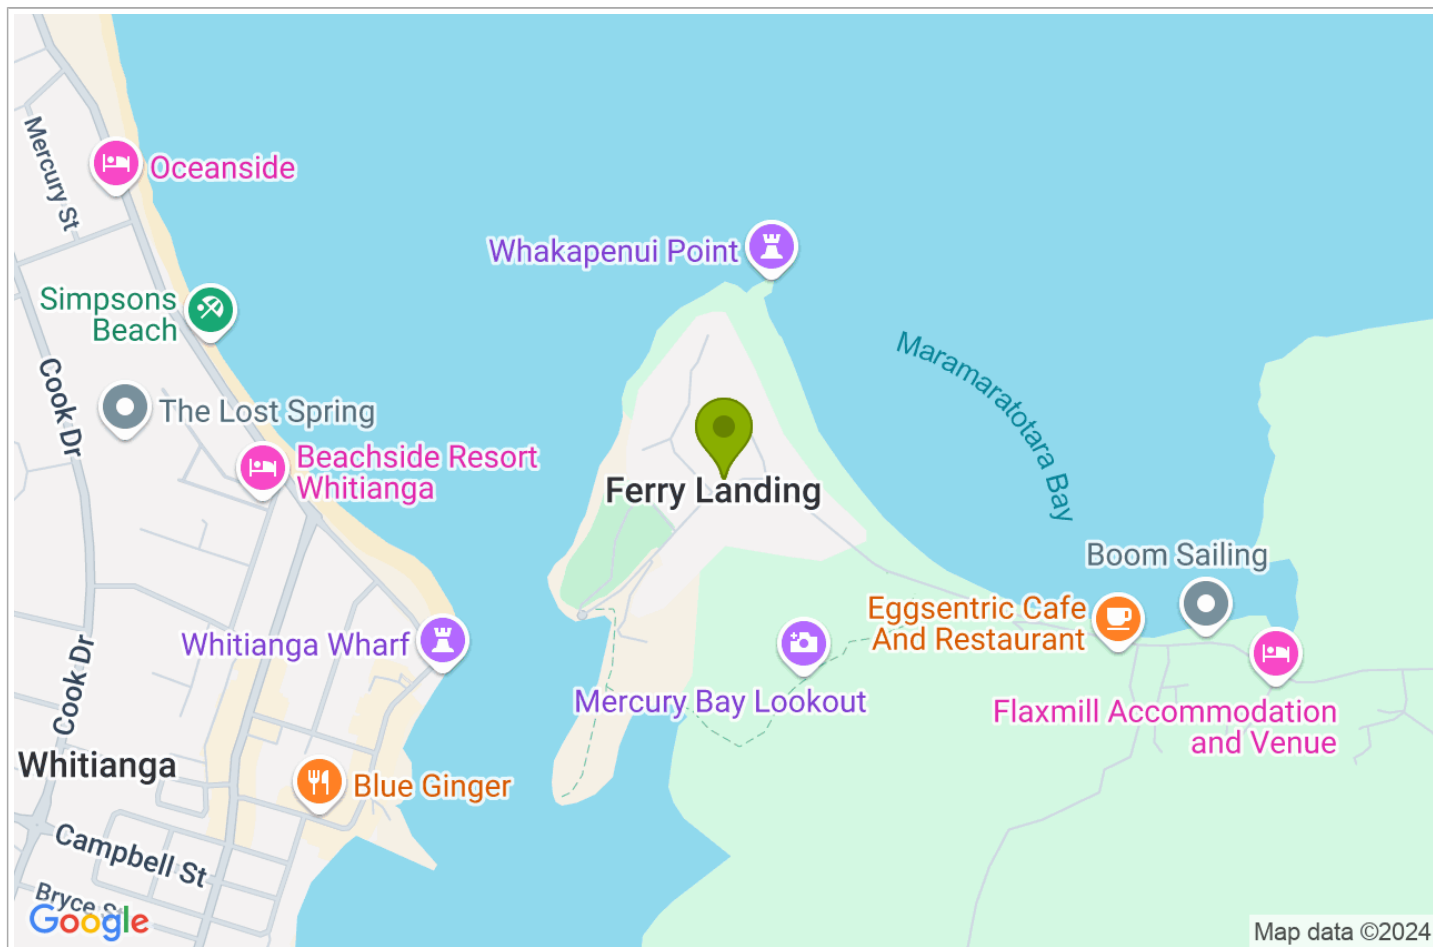 Mercury St
Oceanside
Whakapenui Point
Simpsons
Beach
Maramaratotara Bay
Cook Dr
The Lost Spring
Beachside Resort
Whitianga
Ferry Landing
Boom Sailing
Eggsentric Cafe
And Restaurant
Whitianga Wharf
Cook Dr
Mercury Bay Lookout
Flaxmill Accommodation
and Venue
Whitianga
Blue Ginger
Campbell St
Bryce St
Google
Map data ©2024